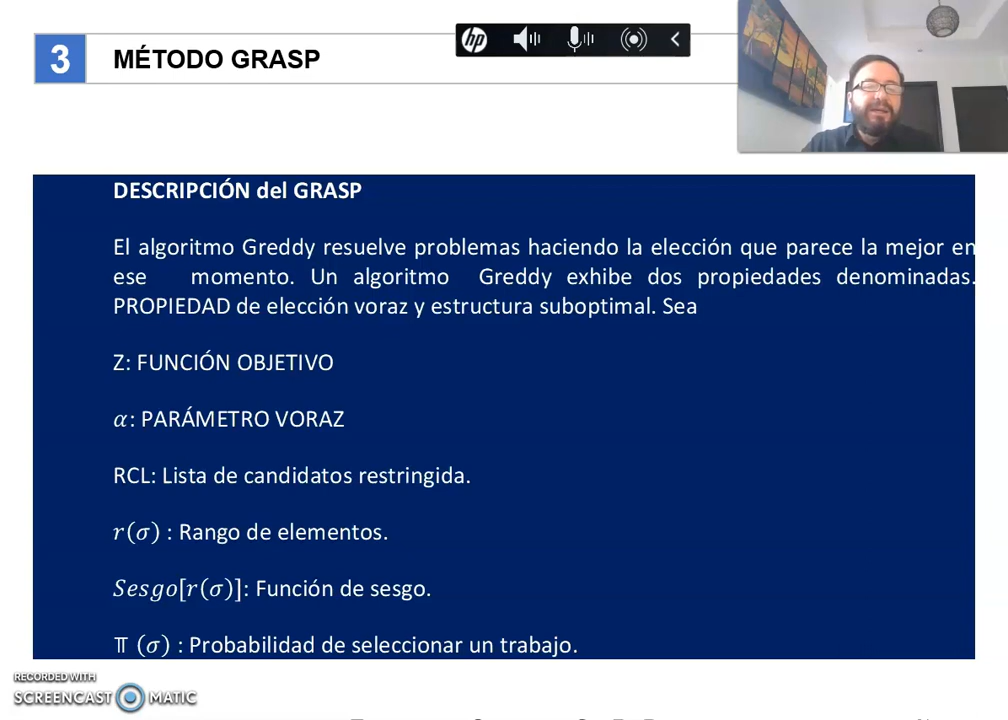 3
MÉTODO GRASP
hp
DESCRIPCIÓN del GRASP
El algoritmo Greddy resuelve problemas haciendo la elección que parece la mejor en
ese momento. Un algoritmo Greddy exhibe dos propiedades denominadas.
PROPIEDAD de elección voraz y estructura suboptimal. Sea
Z: FUNCIÓN OBJETIVO
α: PARÁMETRO VORAZ
RCL: Lista de candidatos restringida.
r(σ) : Rango de elementos.
Sesgo[r(σ)]: Función de sesgo.
π (σ) : Probabilidad de seleccionar un trabajo.
RECORDED WITH
SCREENCAST MATIC